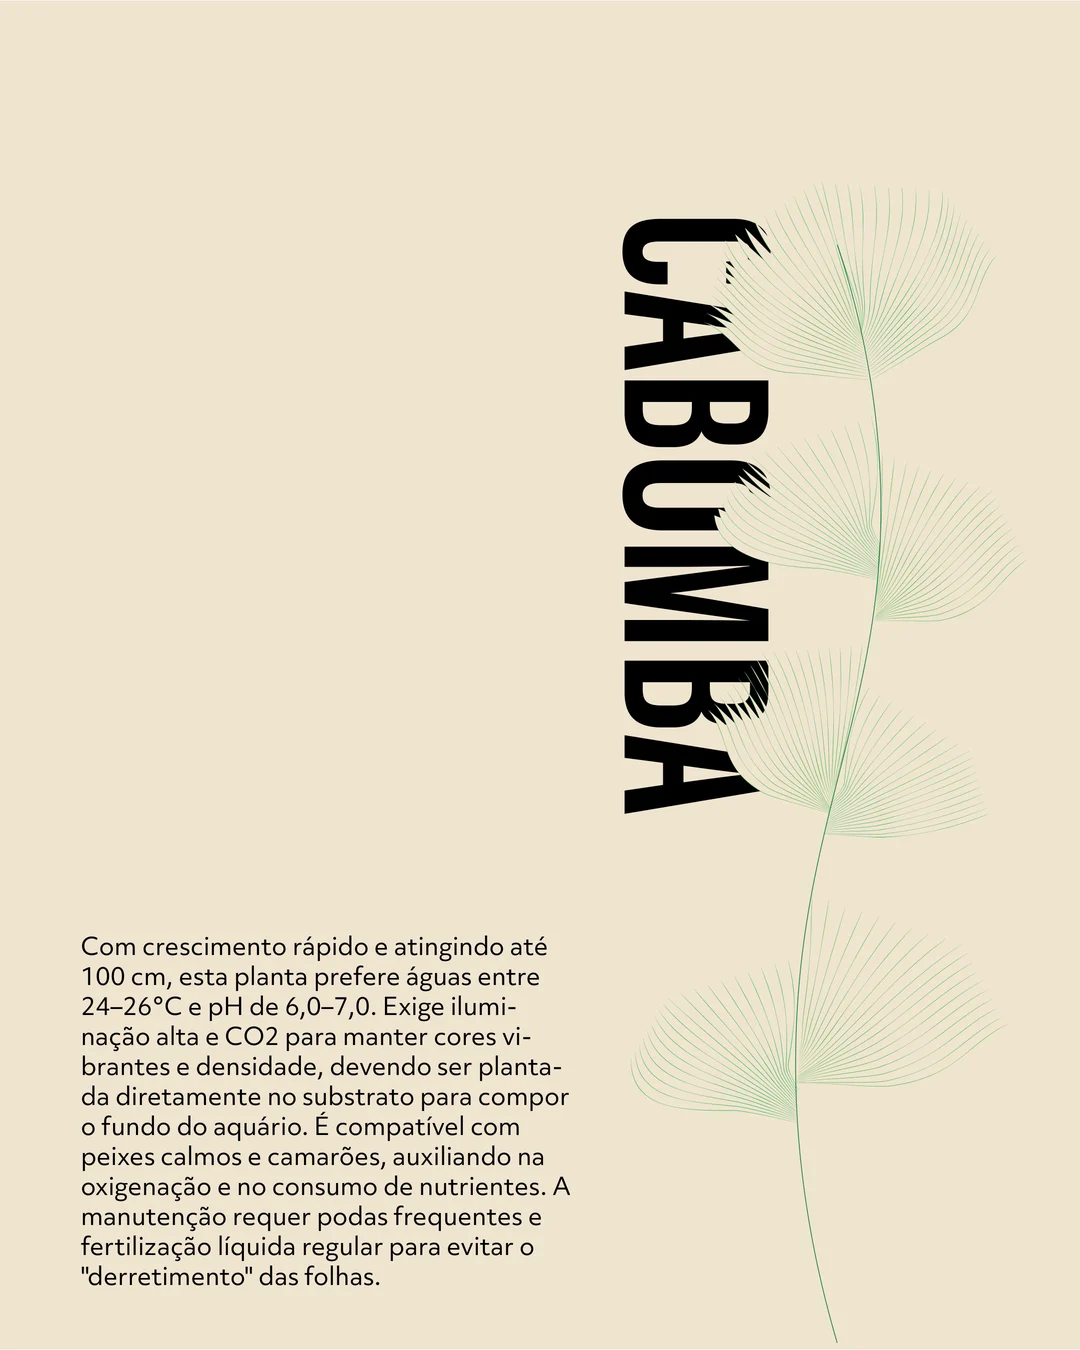 CABUMBA
Com crescimento rápido e atingindo até
100 cm, esta planta prefere águas entre
24–26°C e pH de 6,0–7,0. Exige ilumi-
nação alta e CO2 para manter cores vi-
brantes e densidade, devendo ser planta-
da diretamente no substrato para compor
o fundo do aquário. É compatível com
peixes calmos e camarões, auxiliando na
oxigenação e no consumo de nutrientes. A
manutenção requer podas frequentes e
fertilização líquida regular para evitar o
"derretimento" das folhas.